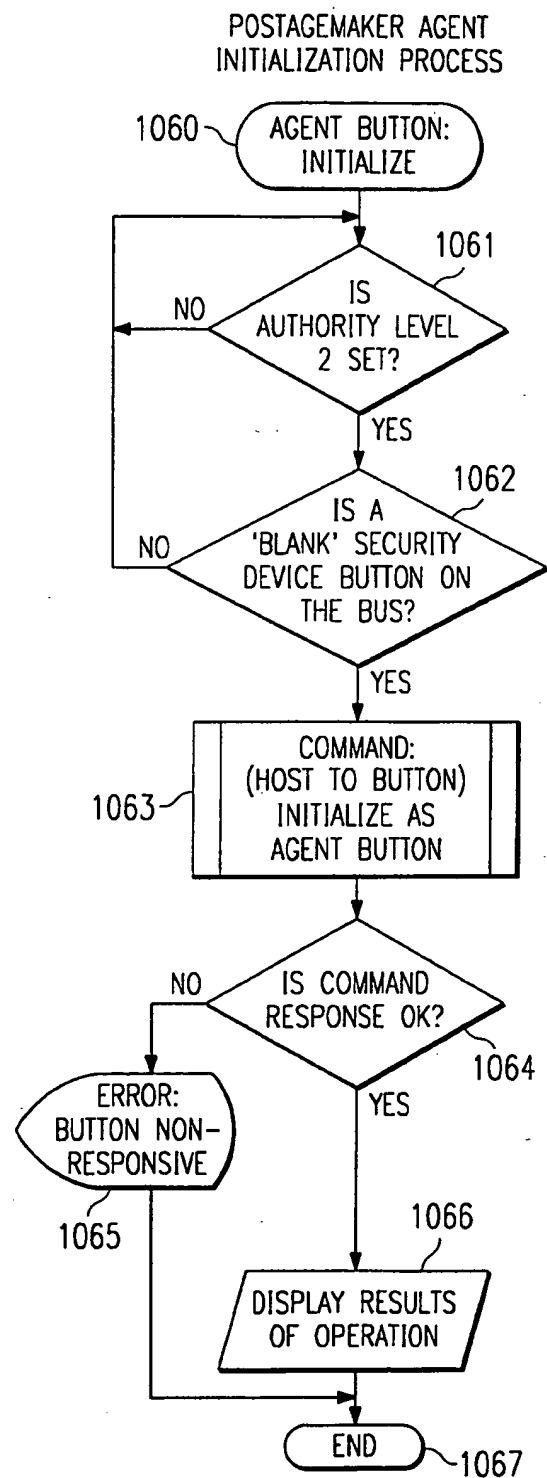 POSTAGEMAKER AGENT
INITIALIZATION PROCESS
1060
AGENT BUTTON:
INITIALIZE
1061
IS
AUTHORITY LEVEL
2 SET?
NO
YES
1062
IS A
'BLANK' SECURITY
DEVICE BUTTON ON
THE BUS?
NO
YES
1063
COMMAND:
(HOST TO BUTTON)
INITIALIZE AS
AGENT BUTTON
NO
IS COMMAND
RESPONSE OK?
1064
YES
ERROR:
BUTTON NON-
RESPONSIVE
1065
1066
DISPLAY RESULTS
OF OPERATION
END
1067